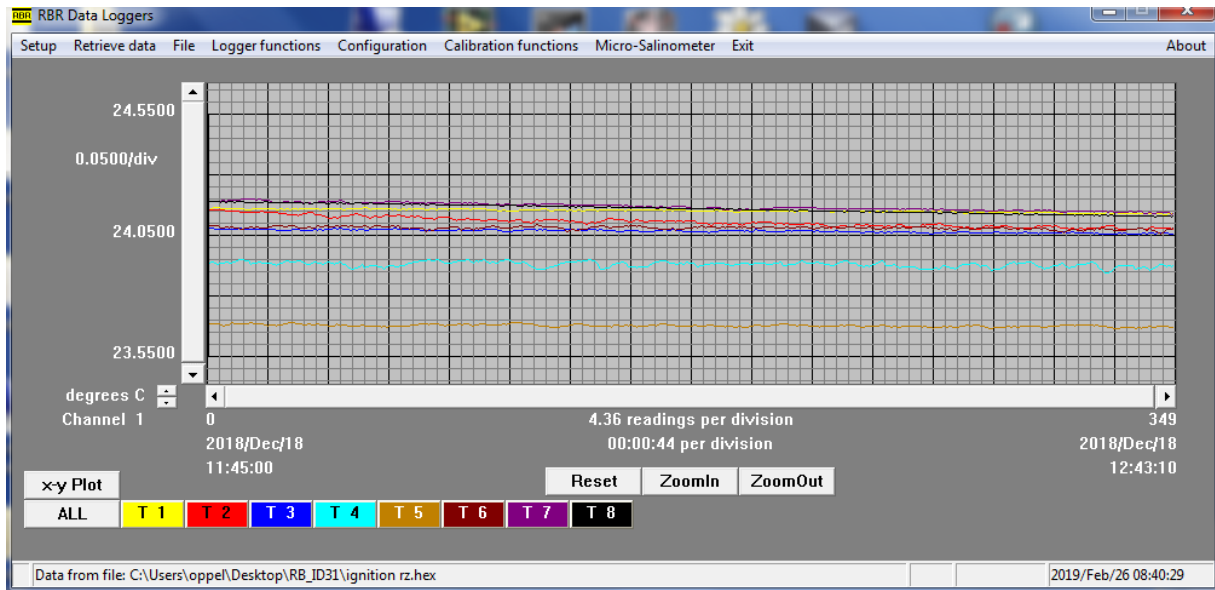 RBR RBR Data Loggers
Setup Retrieve data File Logger functions Configuration Calibration functions Micro-Salinometer Exit About
24.5500
0.0500/div
24.0500
23.5500
degrees C
Channel 1 0 4.36 readings per division 349
2018/Dec/18 00:00:44 per division 2018/Dec/18
11:45:00 12:43:10
x-y Plot Reset ZoomIn ZoomOut
ALL T 1 T 2 T 3 T 4 T 5 T 6 T 7 T 8
Data from file: C:\Users\oppel\Desktop\RB_ID31\ignition rz.hex 2019/Feb/26 08:40:29